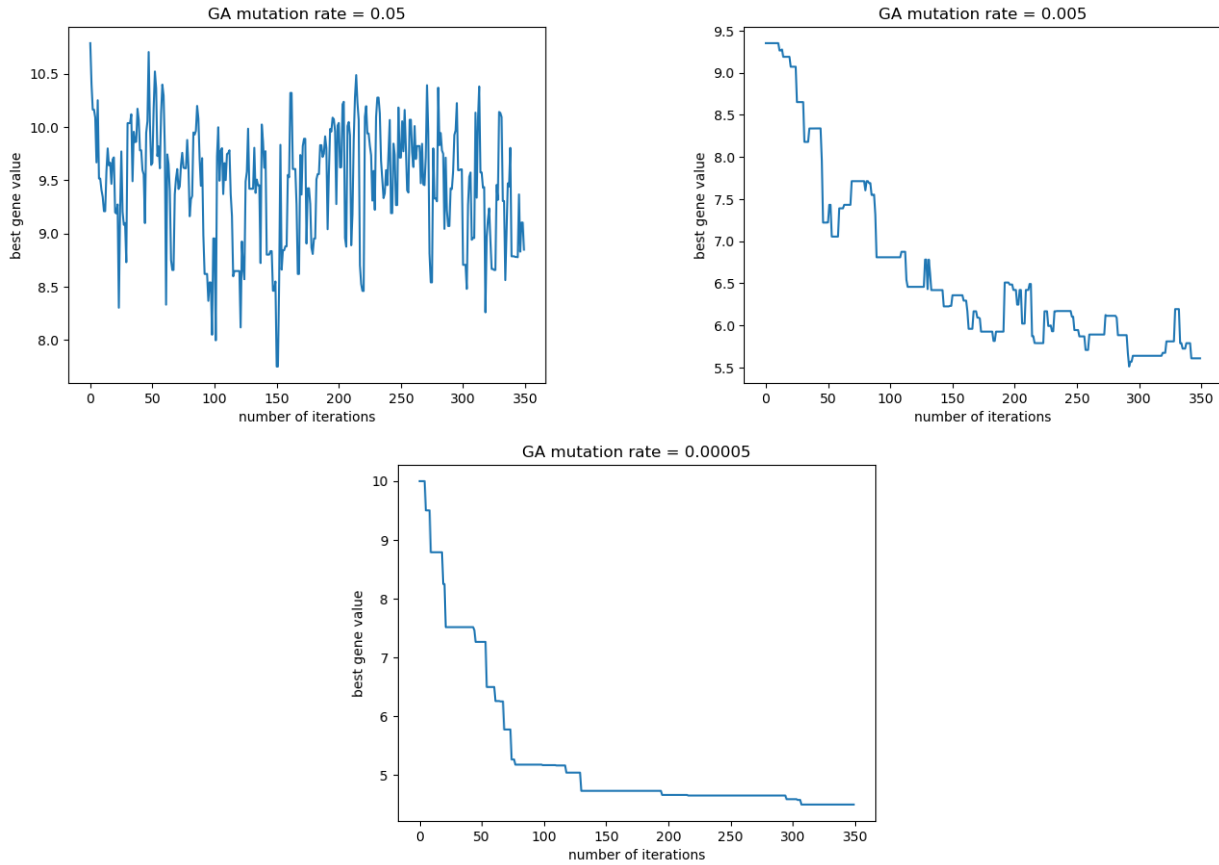 GA mutation rate = 0.05
best gene value
10.5
10.0
9.5
9.0
8.5
8.0
0 50 100 150 200 250 300 350
number of iterations
GA mutation rate = 0.005
best gene value
9.5
9.0
8.5
8.0
7.5
7.0
6.5
6.0
5.5
0 50 100 150 200 250 300 350
number of iterations
GA mutation rate = 0.00005
best gene value
10
9
8
7
6
5
0 50 100 150 200 250 300 350
number of iterations